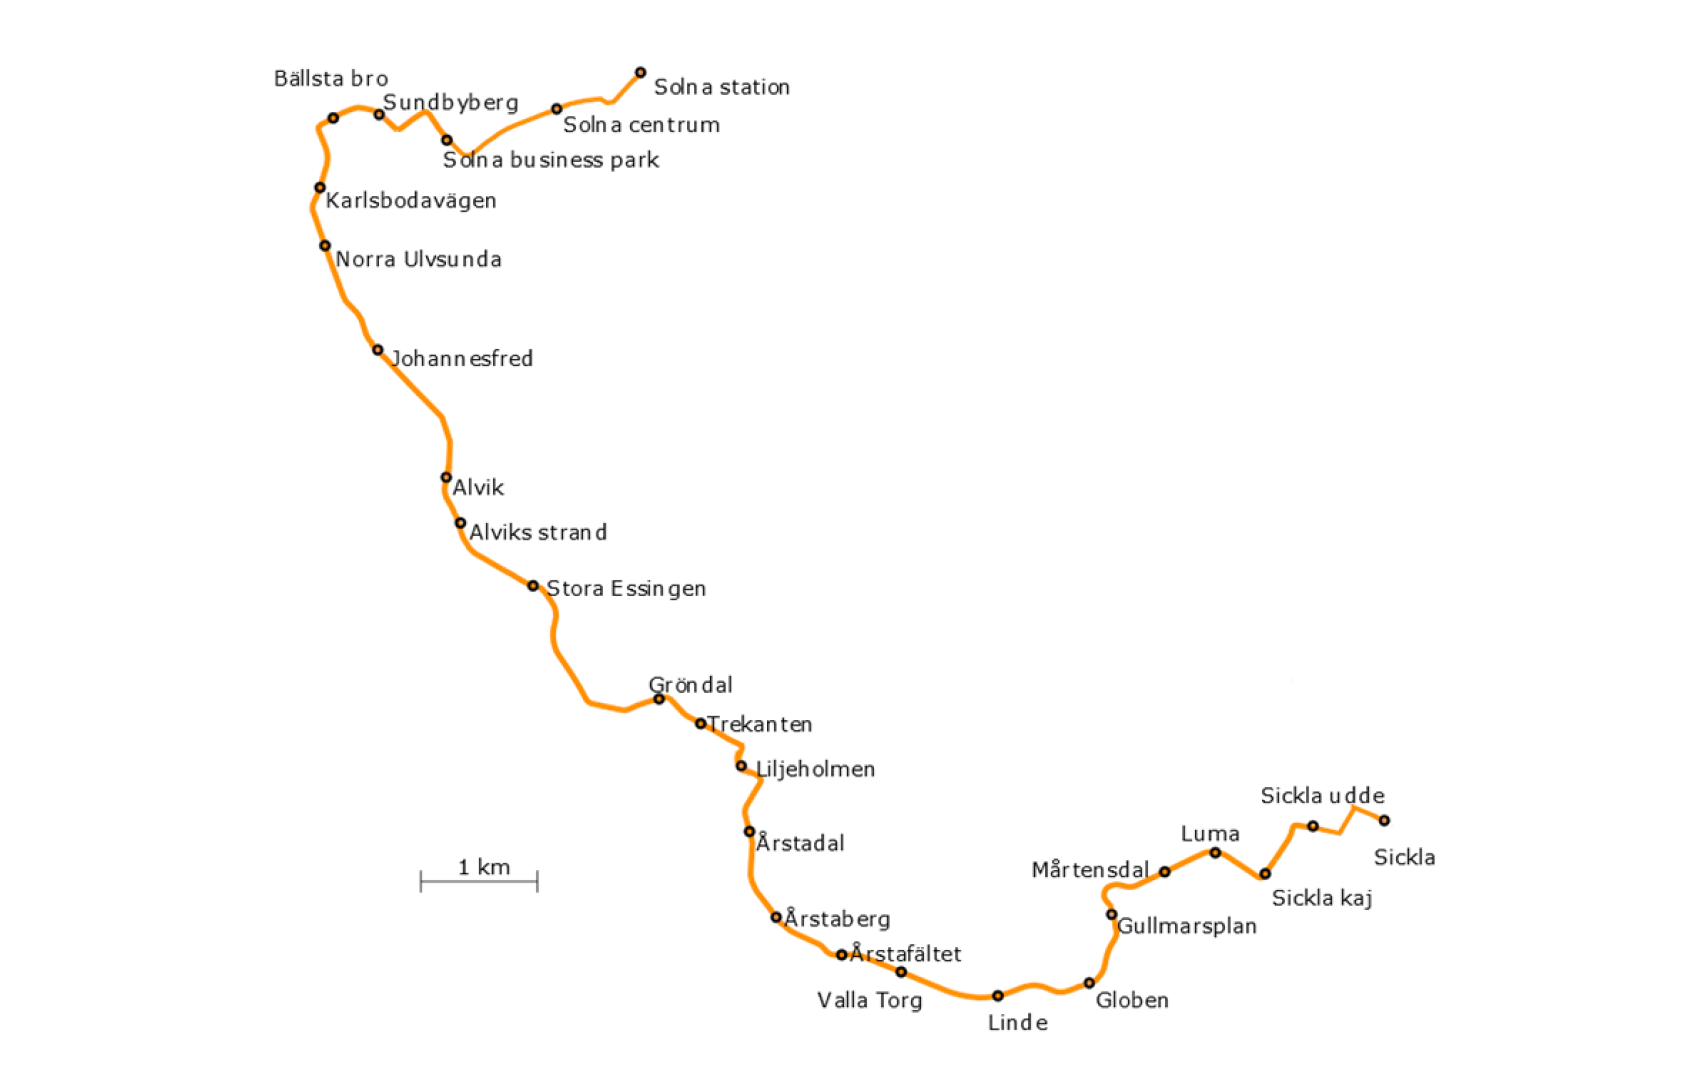 Bällsta bro
Solna station
Sundbyberg
Solna centrum
Solna business park
Karlsbodavägen
Norra Ulvsunda
Johannesfred
Alvik
Alviks strand
Stora Essingen
Gröndal
Trekanten
Liljeholmen
Årstadal
1 km
Årstaberg
Årstafältet
Valla Torg
Linde
Globen
Gullmarsplan
Mårtensdal
Luma
Sickla kaj
Sickla udde
Sickla